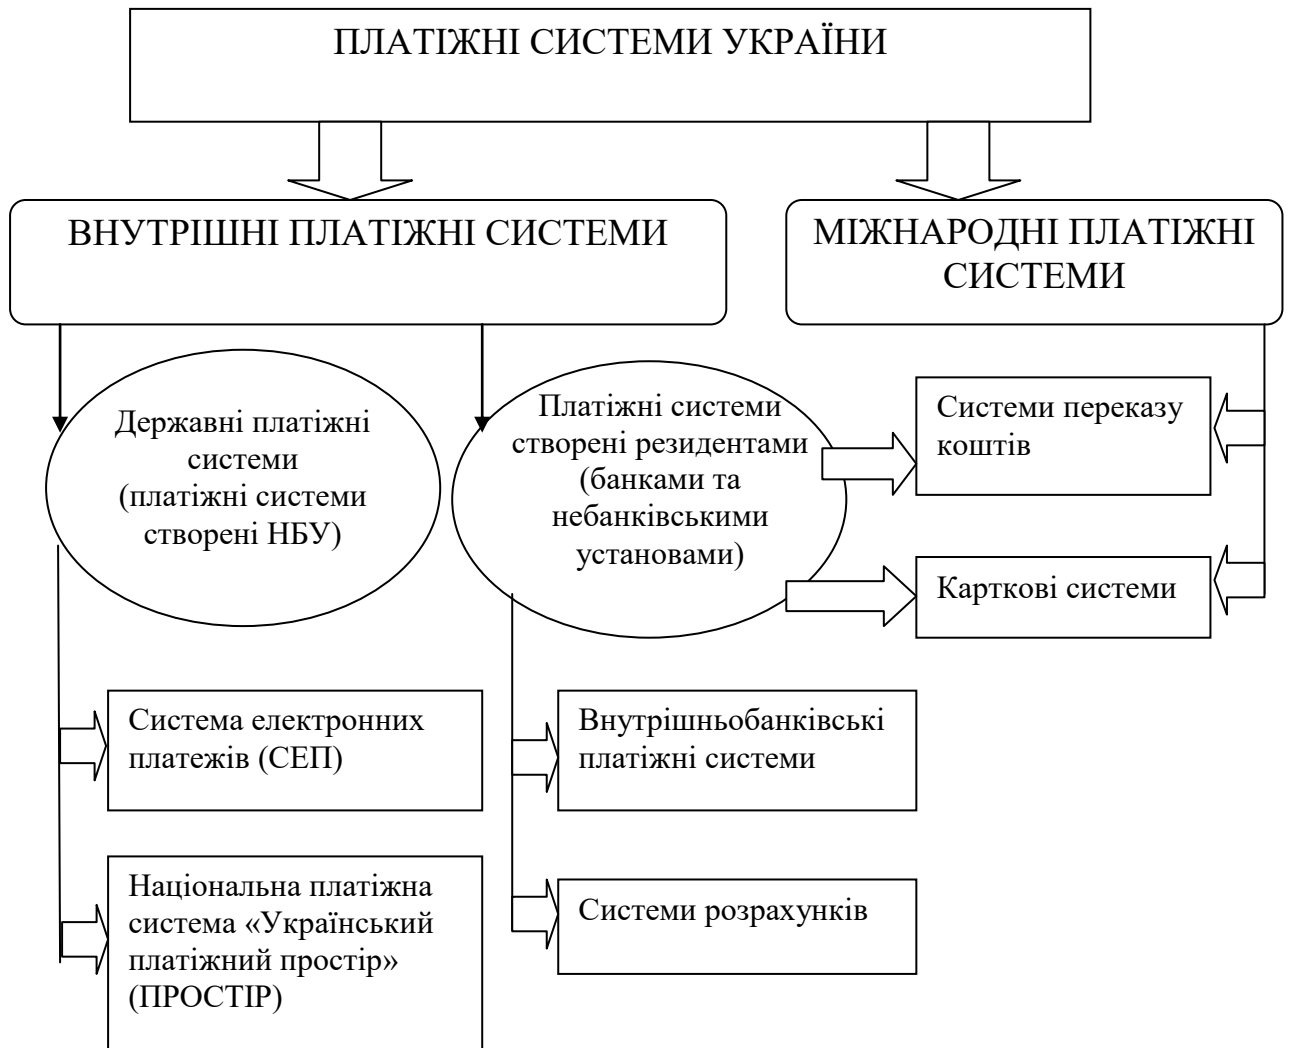 ПЛАТІЖНІ СИСТЕМИ УКРАЇНИ
ВНУТРІШНІ ПЛАТІЖНІ СИСТЕМИ
МІЖНАРОДНІ ПЛАТІЖНІ
СИСТЕМИ
Державні платіжні
системи
(платіжні системи
створені НБУ)
Платіжні системи
створені резидентами
(банками та
небанківськими
установами)
Системи переказу
коштів
Карткові системи
Система електронних
платежів (СЕП)
Внутрішньобанківські
платіжні системи
Національна платіжна
система «Український
платіжний простір»
(ПРОСТІР)
Системи розрахунків